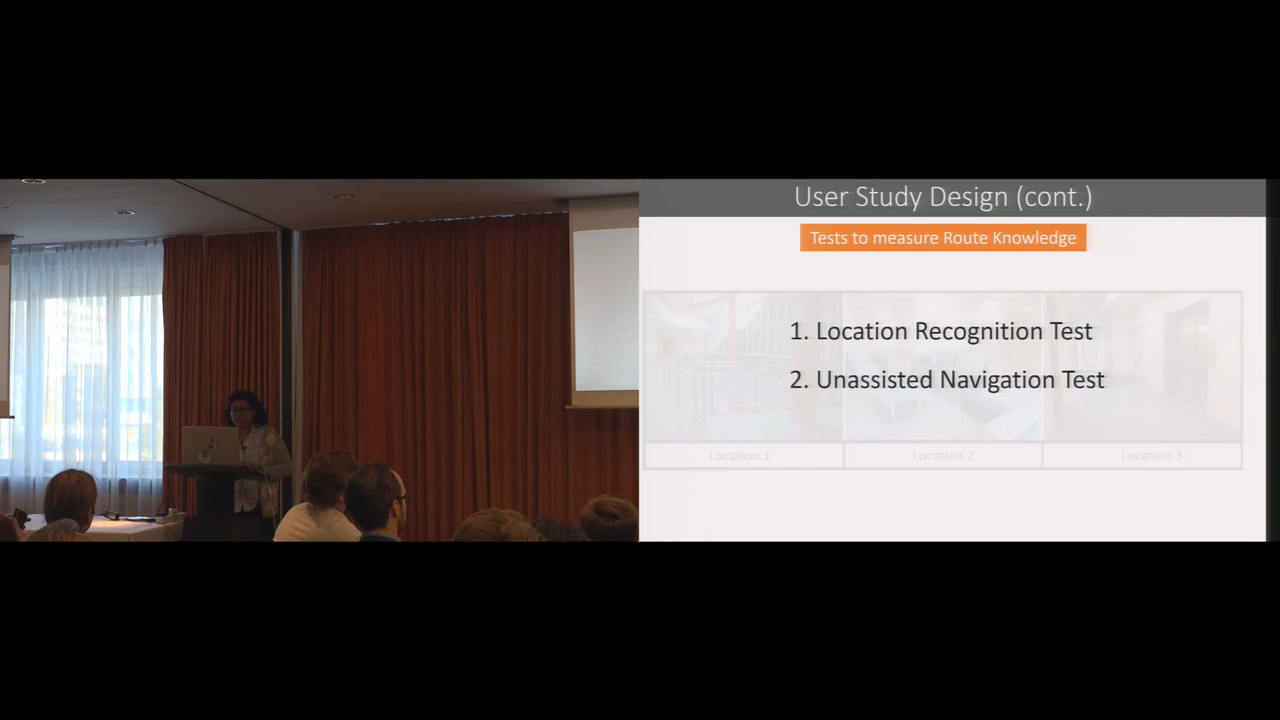 User Study Design (cont.)
Tests to measure Route Knowledge
1. Location Recognition Test
2. Unassisted Navigation Test
Location 1
Location 2
Location 3